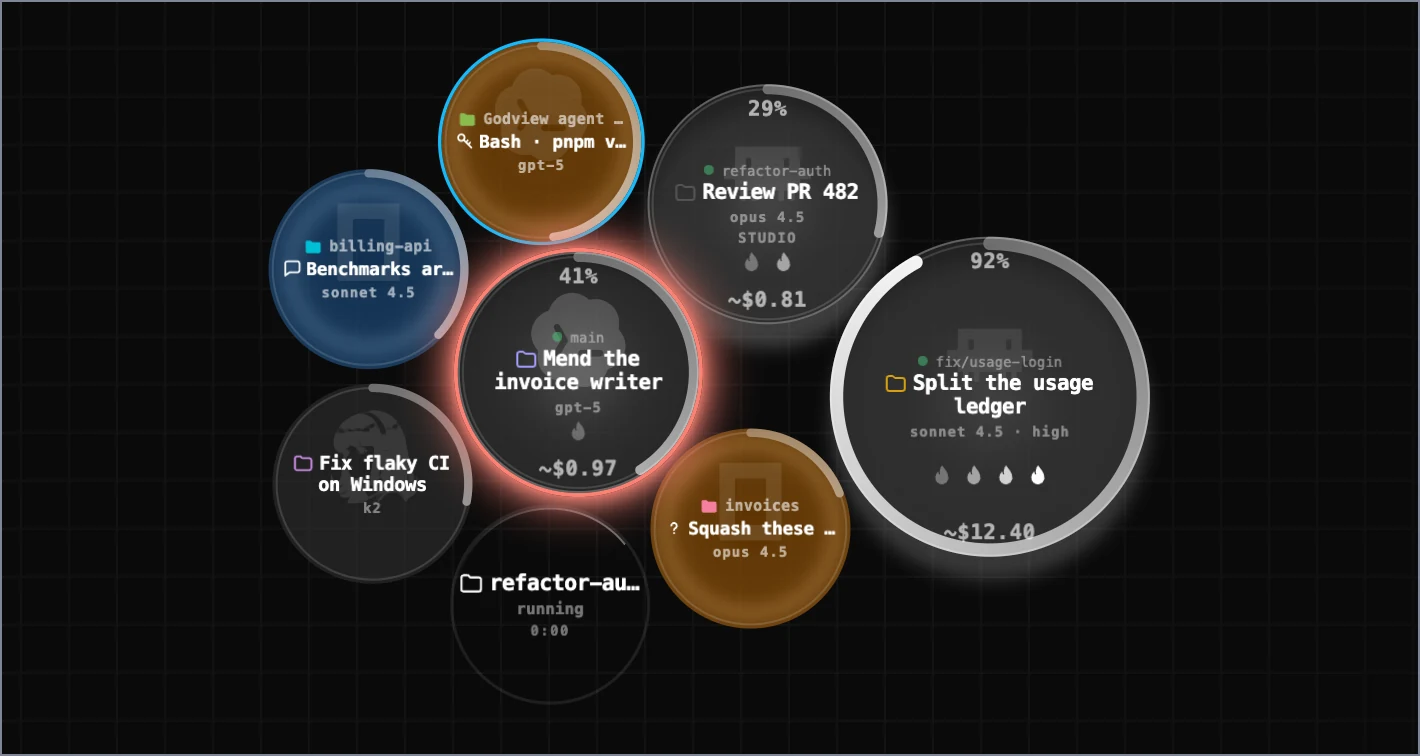 Godview agent …
Bash · pnpm v…
gpt-5
29%
refactor-auth
Review PR 482
opus 4.5
STUDIO
~$0.81
billing-api
Benchmarks ar…
sonnet 4.5
41%
main
Mend the
invoice writer
gpt-5
~$0.97
92%
fix/usage-login
Split the usage
ledger
sonnet 4.5 · high
~$12.40
Fix flaky CI
on Windows
k2
? Squash these …
invoices
opus 4.5
refactor-au…
running
0:00